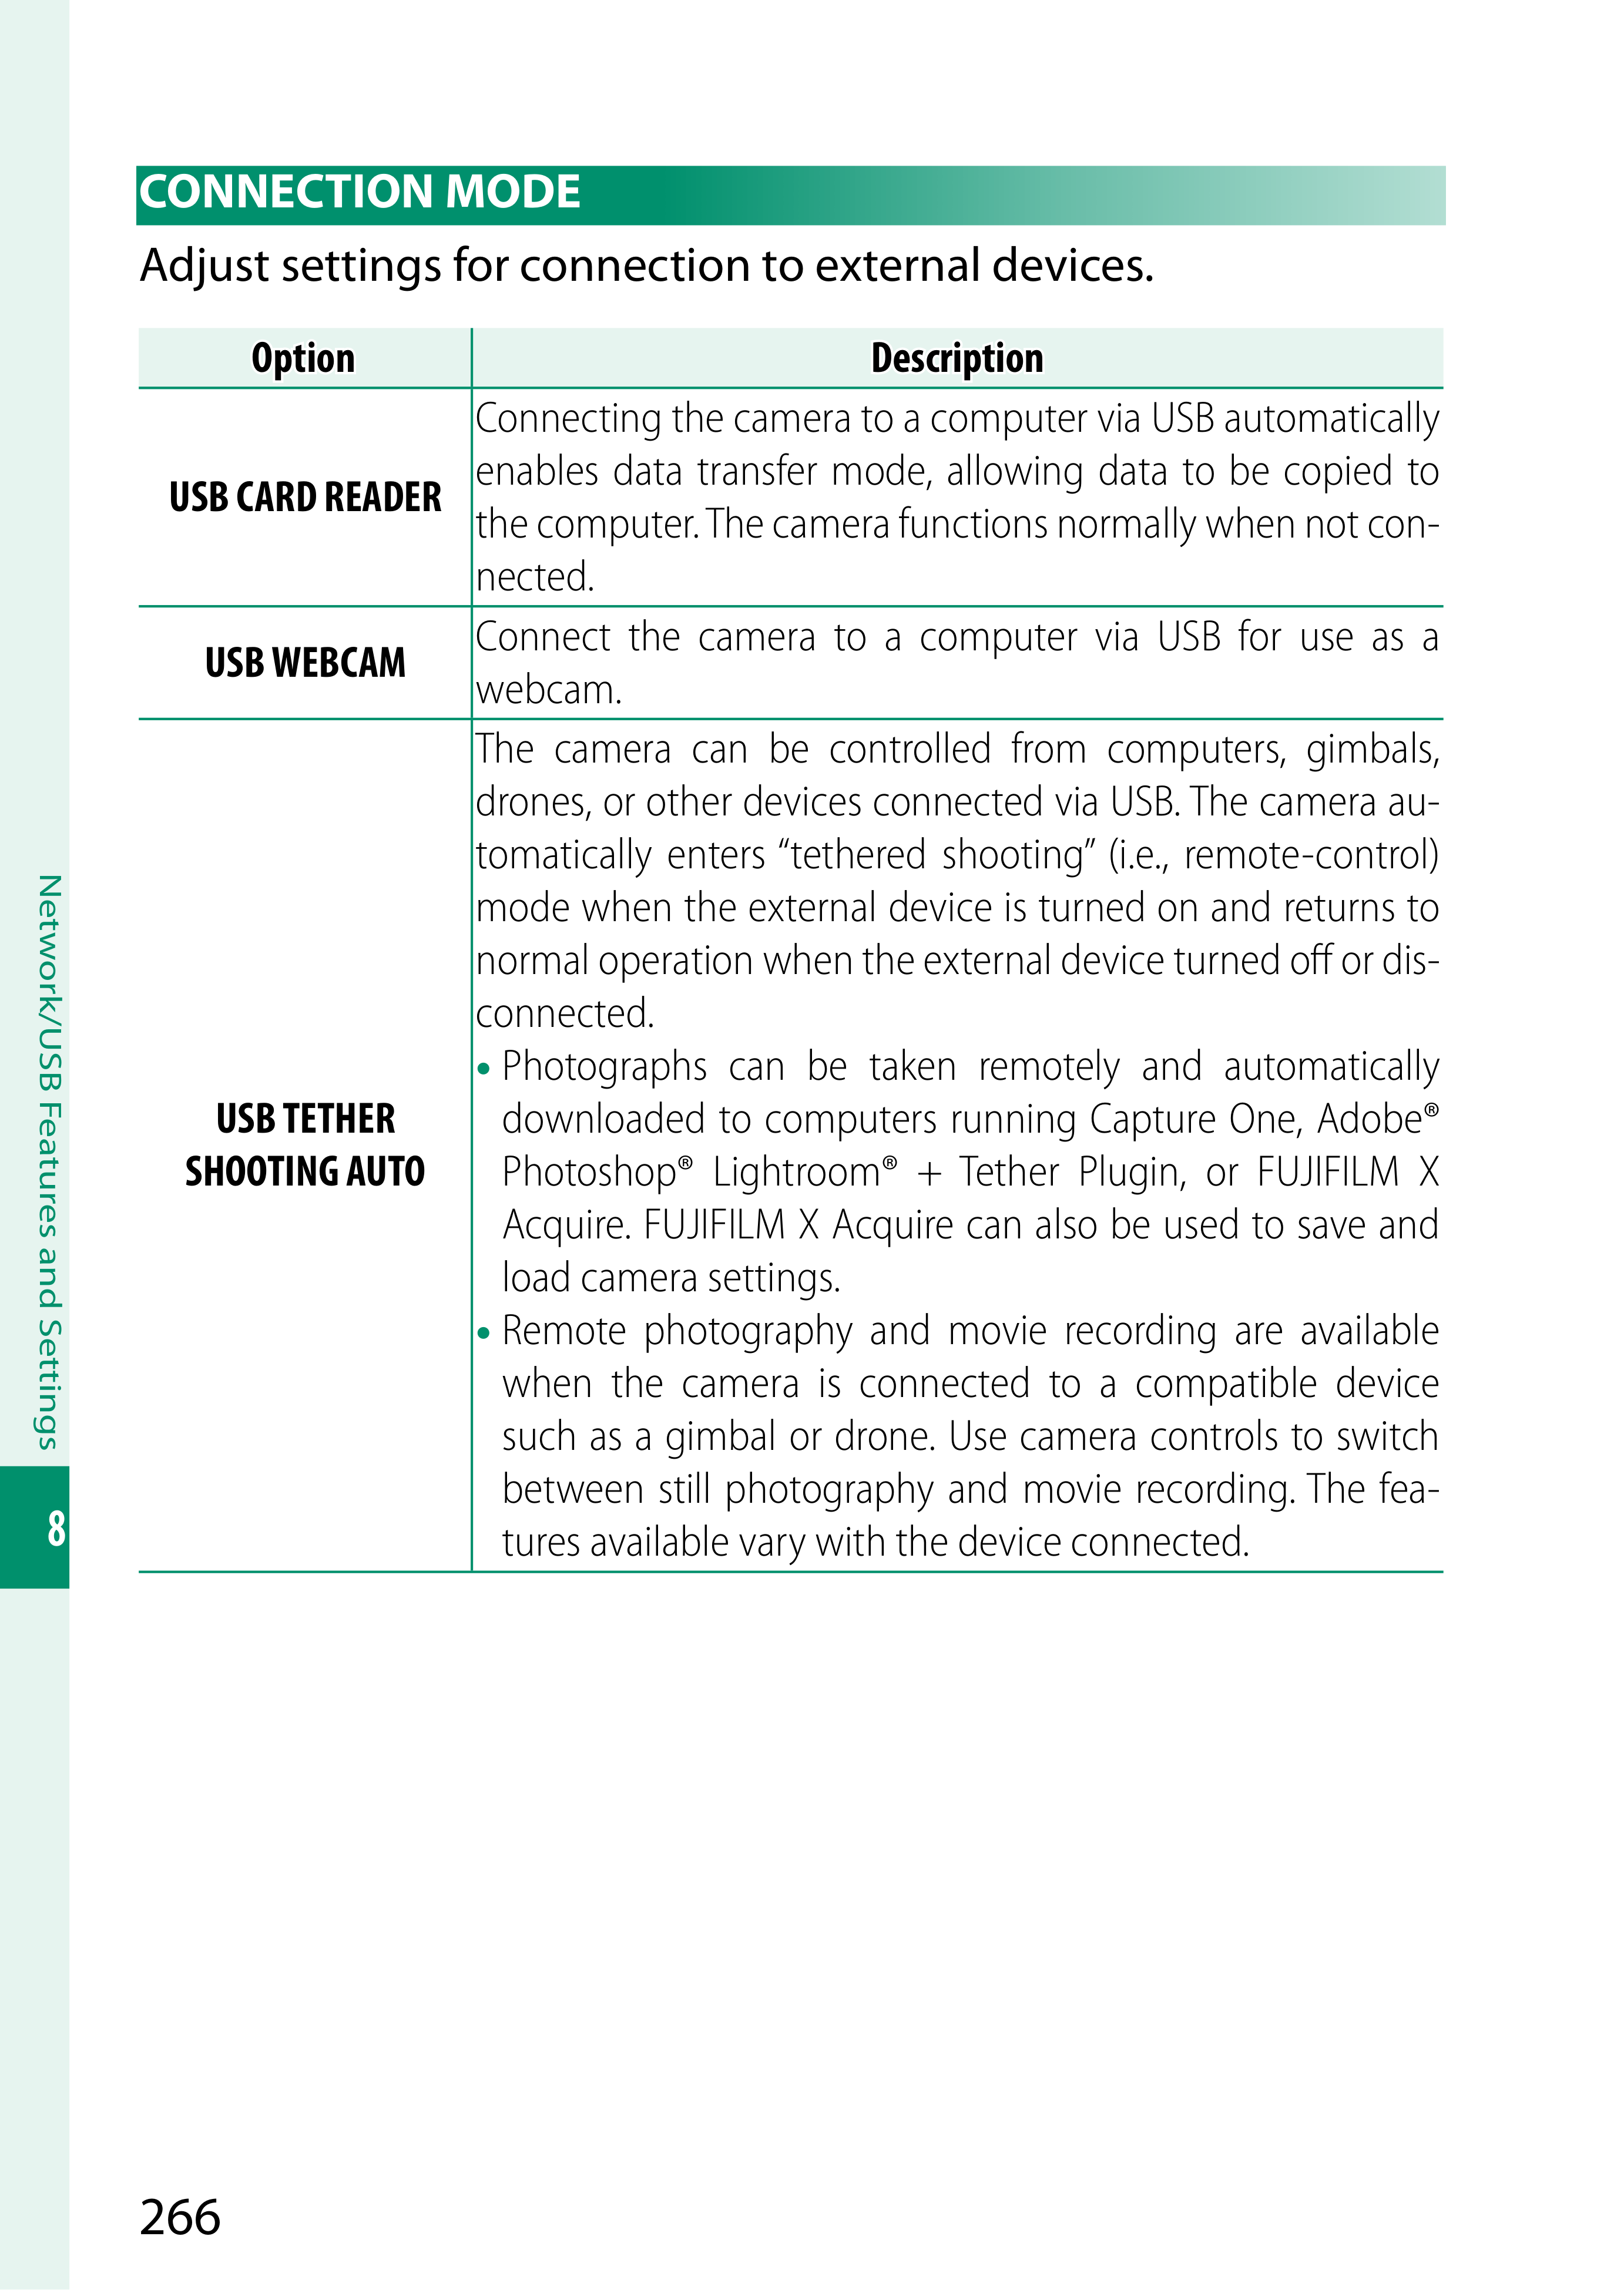 CONNECTION MODE
Adjust settings for connection to external devices.
Option
Description
USB CARD READER
Connecting the camera to a computer via USB automatically
enables data transfer mode, allowing data to be copied to
the computer. The camera functions normally when not con-
nected.
USB WEBCAM
Connect the camera to a computer via USB for use as a
webcam.
USB TETHER
SHOOTING AUTO
The camera can be controlled from computers, gimbals,
drones, or other devices connected via USB. The camera au-
tomatically enters “tethered shooting” (i.e., remote-control)
mode when the external device is turned on and returns to
normal operation when the external device turned off or dis-
connected.
• Photographs can be taken remotely and automatically
downloaded to computers running Capture One, Adobe®
Photoshop® Lightroom® + Tether Plugin, or FUJIFILM X
Acquire. FUJIFILM X Acquire can also be used to save and
load camera settings.
• Remote photography and movie recording are available
when the camera is connected to a compatible device
such as a gimbal or drone. Use camera controls to switch
between still photography and movie recording. The fea-
tures available vary with the device connected.
Network/USB Features and Settings
8
266